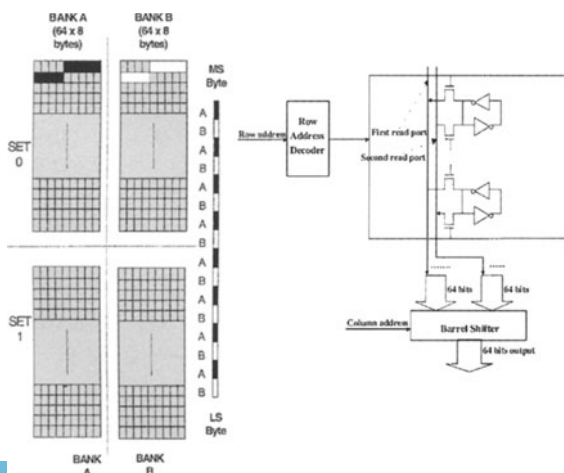 BANK A
(64 x 8
bytes)
BANK B
(64 x 8
bytes)
MS
Byte
A
B
A
B
A
B
A
B
A
B
A
B
A
B
A
B
LS
Byte
SET
0
SET
1
BANK
A
BANK
B
Row address
Row
Address
Decoder
First read port
Second read port
......
......
64 bits
64 bits
Column address
Barrel Shifter
64 bits output